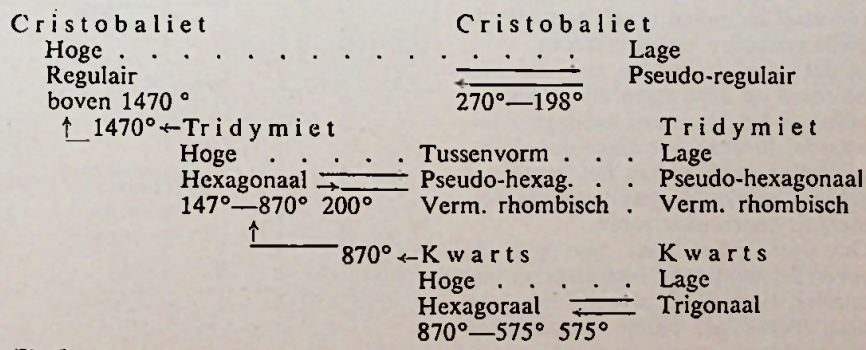 Cristobaliet Cristobaliet
Hoge . . . . . . . . . . . . . . . . Lage
Regulair Pseudo-regulair
boven 1470 ° 270°—198°
↑ 1470°←Tridymiet Tridymiet
Hoge . . . . . Tussenvorm . . . Lage
Hexagonaal Pseudo-hexag. . . Pseudo-hexagonaal
147°—870° 200° Verm. rhombisch . Verm. rhombisch
↑
870°←Kwarts Kwarts
Hoge . . . . . Lage
Hexagoraal Trigonaal
870°—575° 575°